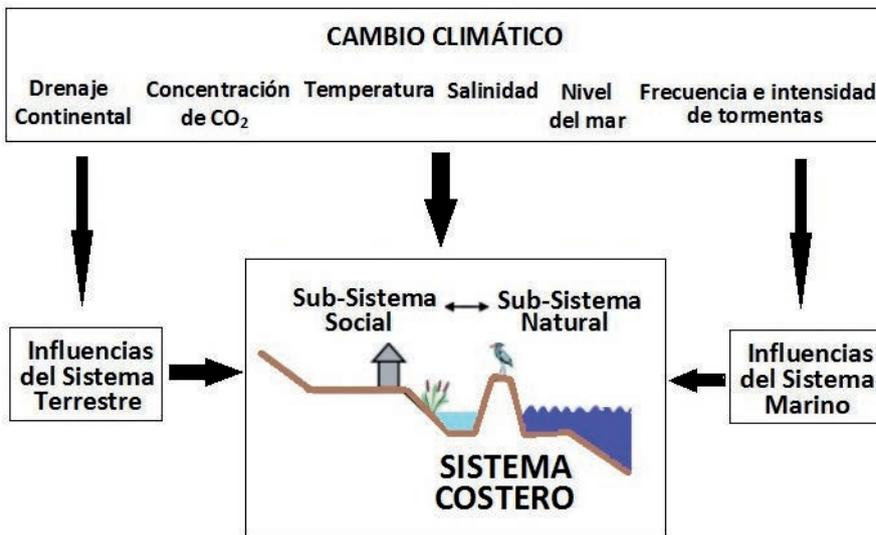 CAMBIO CLIMÁTICO
Drenaje
Continental
Concentración
de CO₂
Temperatura
Salinidad
Nivel
del mar
Frecuencia e intensidad
de tormentas
Sub-Sistema
Social
Sub-Sistema
Natural
Influencias
del Sistema
Terrestre
Influencias
del Sistema
Marino
SISTEMA
COSTERO